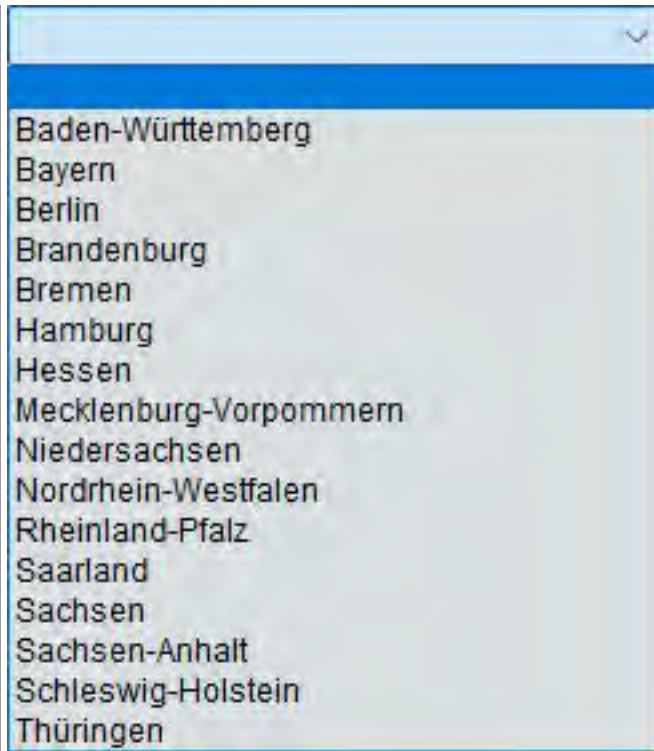 Baden-Württemberg
Bayern
Berlin
Brandenburg
Bremen
Hamburg
Hessen
Mecklenburg-Vorpommern
Niedersachsen
Nordrhein-Westfalen
Rheinland-Pfalz
Saarland
Sachsen
Sachsen-Anhalt
Schleswig-Holstein
Thüringen